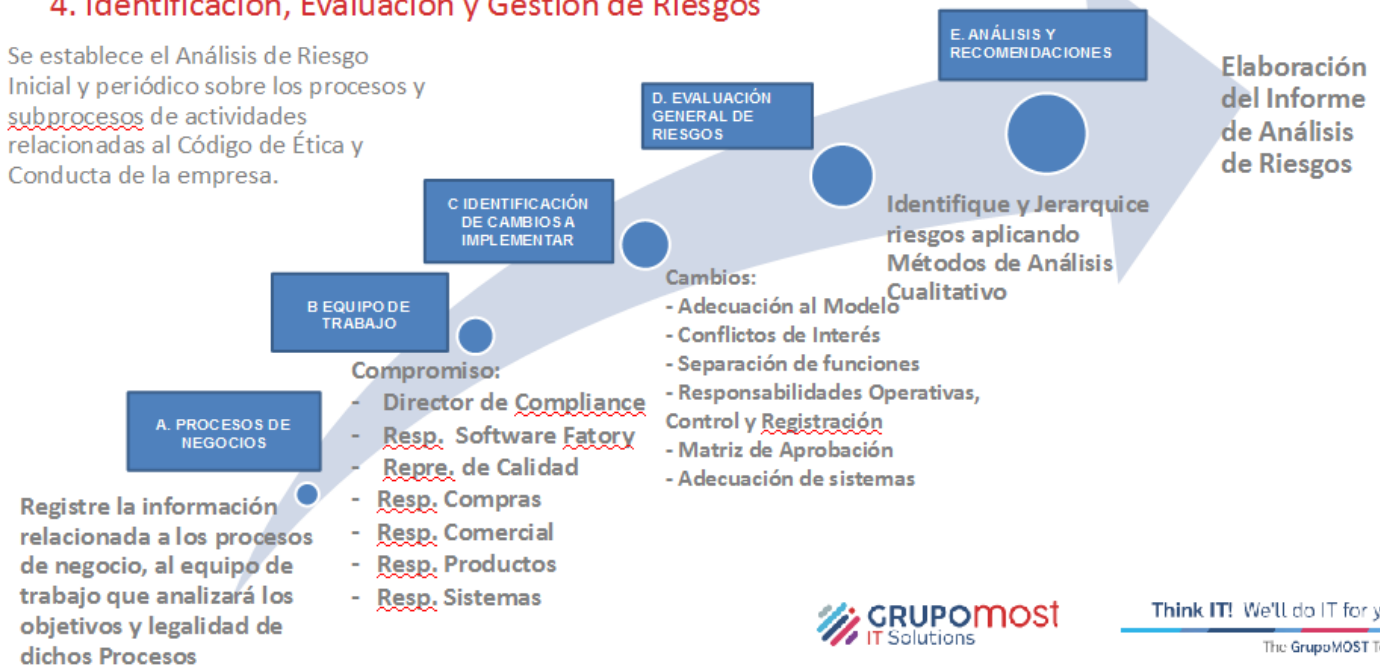 4. Identificación, Evaluación y Gestión de Riesgos
Se establece el Análisis de Riesgo
Inicial y periódico sobre los procesos y
subprocesos de actividades
relacionadas al Código de Ética y
Conducta de la empresa.
A. PROCESOS DE
NEGOCIOS
Registre la información
relacionada a los procesos
de negocio, al equipo de
trabajo que analizará los
objetivos y legalidad de
dichos Procesos
B EQUIPO DE
TRABAJO
Compromiso:
- Director de Compliance
- Resp. Software Fatory
- Repre. de Calidad
- Resp. Compras
- Resp. Comercial
- Resp. Productos
- Resp. Sistemas
C IDENTIFICACIÓN
DE CAMBIOS A
IMPLEMENTAR
Cambios:
- Adecuación al Modelo
- Conflictos de Interés
- Separación de funciones
- Responsabilidades Operativas,
Control y Registración
- Matriz de Aprobación
- Adecuación de sistemas
D. EVALUACIÓN
GENERAL DE
RIESGOS
Identifique y Jerarquice
riesgos aplicando
Métodos de Análisis
Cualitativo
E. ANÁLISIS Y
RECOMENDACIONES
Elaboración
del Informe
de Análisis
de Riesgos
GRUPOmost
IT Solutions
Think IT! We'll do IT for y
The GrupoMOST T